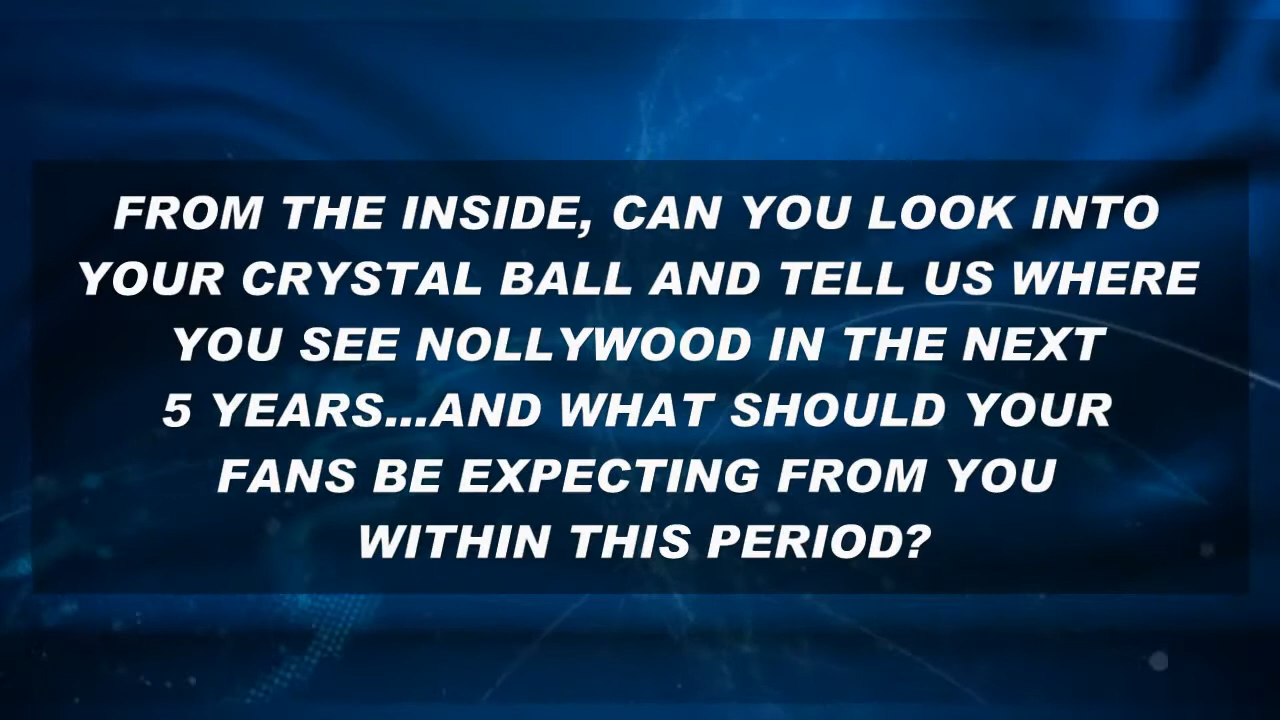 FROM THE INSIDE, CAN YOU LOOK INTO
YOUR CRYSTAL BALL AND TELL US WHERE
YOU SEE NOLLYWOOD IN THE NEXT
5 YEARS...AND WHAT SHOULD YOUR
FANS BE EXPECTING FROM YOU
WITHIN THIS PERIOD?